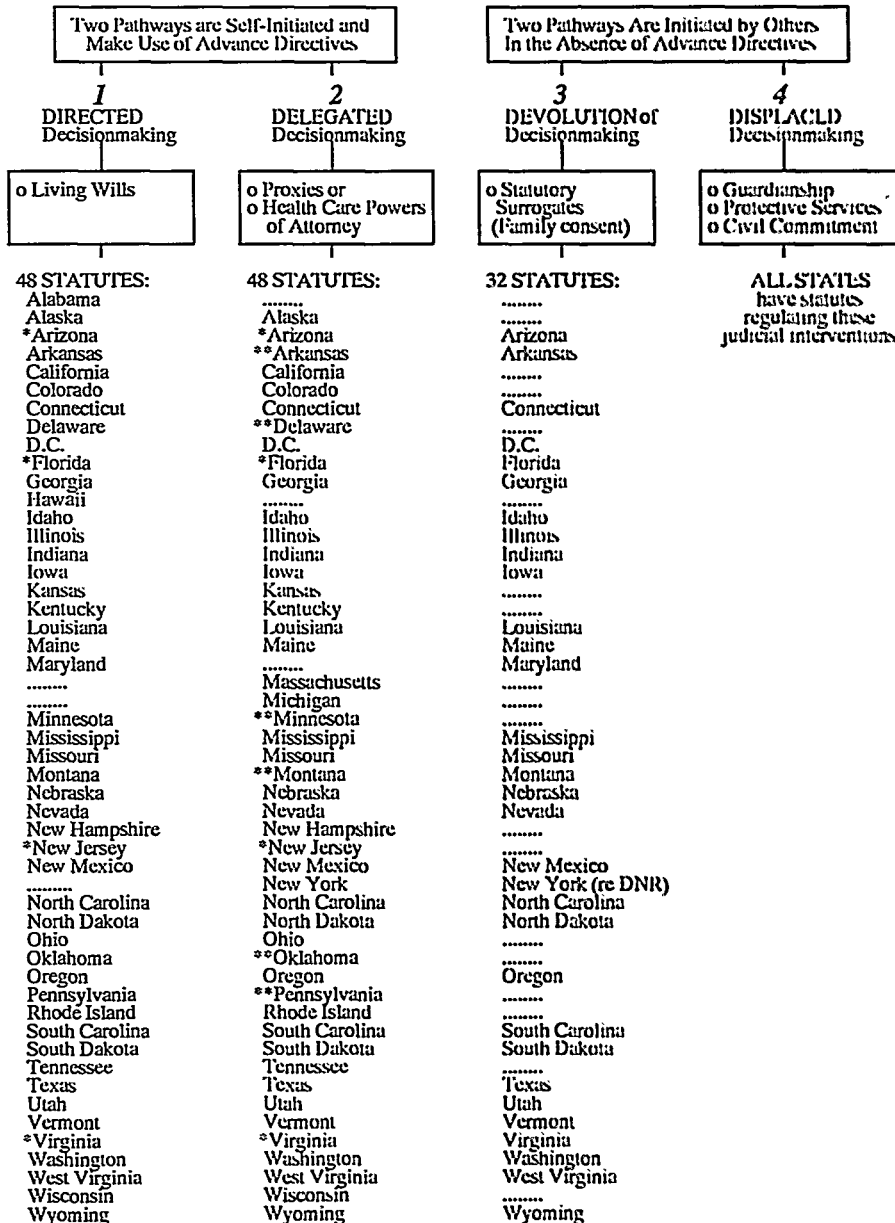 Two Pathways are Self-Initiated and
Make Use of Advance Directives
Two Pathways Are Initiated by Others
In the Absence of Advance Directives
1
DIRECTED
Decisionmaking
o Living Wills
48 STATUTES:
Alabama
Alaska
*Arizona
Arkansas
California
Colorado
Connecticut
Delaware
D.C.
*Florida
Georgia
Hawaii
Idaho
Illinois
Indiana
Iowa
Kansas
Kentucky
Louisiana
Maine
Maryland
........
........
Minnesota
Mississippi
Missouri
Montana
Nebraska
Nevada
New Hampshire
*New Jersey
New Mexico
.........
North Carolina
North Dakota
Ohio
Oklahoma
Oregon
Pennsylvania
Rhode Island
South Carolina
South Dakota
Tennessee
Texas
Utah
Vermont
*Virginia
Washington
West Virginia
Wisconsin
Wyoming
2
DELEGATED
Decisionmaking
o Proxies or
o Health Care Powers
of Attorney
48 STATUTES:
........
Alaska
*Arizona
**Arkansas
California
Colorado
Connecticut
**Delaware
D.C.
*Florida
Georgia
........
Idaho
Illinois
Indiana
Iowa
Kansas
Kentucky
Louisiana
Maine
........
Massachusetts
Michigan
**Minnesota
Mississippi
Missouri
**Montana
Nebraska
Nevada
New Hampshire
*New Jersey
New Mexico
New York
North Carolina
North Dakota
Ohio
**Oklahoma
Oregon
**Pennsylvania
Rhode Island
South Carolina
South Dakota
Tennessee
Texas
Utah
Vermont
*Virginia
Washington
West Virginia
Wisconsin
Wyoming
3
DEVOLUTION of
Decisionmaking
o Statutory
Surrogates
(Family consent)
32 STATUTES:
........
........
Arizona
Arkansas
........
........
Connecticut
........
D.C.
Florida
Georgia
........
Idaho
Illinois
Indiana
Iowa
........
........
Louisiana
Maine
Maryland
........
........
........
Mississippi
Missouri
Montana
Nebraska
Nevada
........
........
New Mexico
New York (re DNR)
North Carolina
North Dakota
........
........
Oregon
........
........
South Carolina
South Dakota
........
Texas
Utah
Vermont
Virginia
Washington
West Virginia
........
Wyoming
4
DISPLACLD
Decisionmaking
o Guardianship
o Protective Services
o Civil Commitment
ALL STATES
have statutes
regulating these
judicial interventions